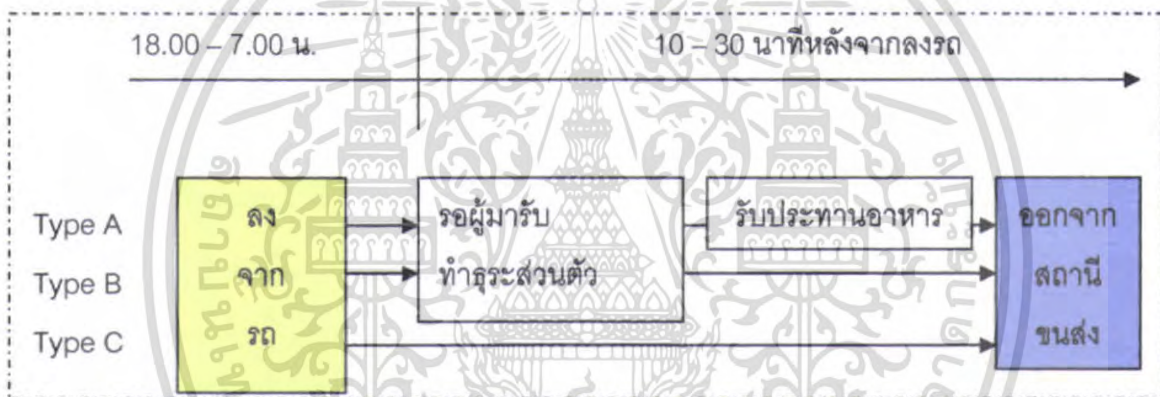 18.00 – 7.00 น. 10 – 30 นาทีหลังจากลงรถ
Type A ลง รอผู้มารับ รับประทานอาหาร ออกจาก
Type B จาก ทำธุระส่วนตัว สถานี
Type C รถ ขนส่ง